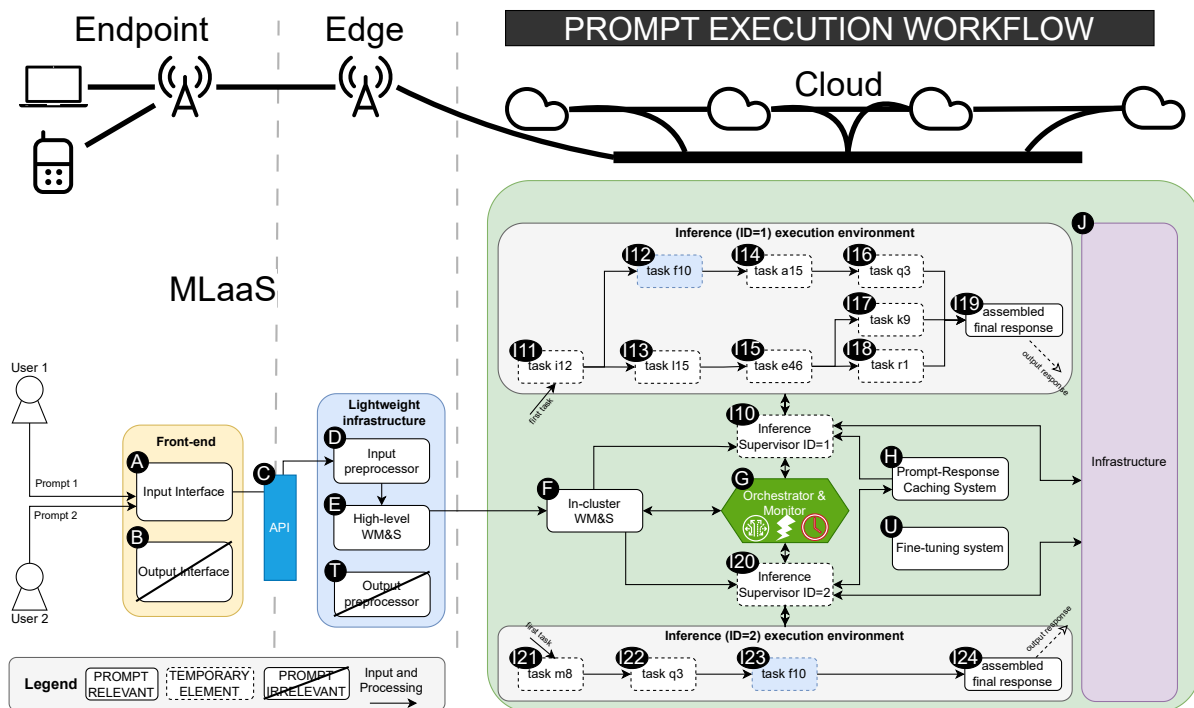 Endpoint
Edge
PROMPT EXECUTION WORKFLOW
Cloud
MLaaS
J
Inference (ID=1) execution environment
I12
task f10
I14
task a15
I16
task q3
I17
task k9
I19
assembled
final response
I11
task i12
I13
task l15
I15
task e46
I18
task r1
first task
output response
Infrastructure
User 1
Prompt 1
Prompt 2
User 2
Front-end
A
Input Interface
B
Output Interface
C
API
Lightweight
infrastructure
D
Input
preprocessor
E
High-level
WM&S
T
Output
preprocessor
F
In-cluster
WM&S
I10
Inference
Supervisor ID=1
G
Orchestrator &
Monitor
I20
Inference
Supervisor ID=2
H
Prompt-Response
Caching System
U
Fine-tuning system
Inference (ID=2) execution environment
first task
output response
I21
task m8
I22
task q3
I23
task f10
I24
assembled
final response
Legend
PROMPT
RELEVANT
TEMPORARY
ELEMENT
PROMPT
IRRELEVANT
Input and
Processing